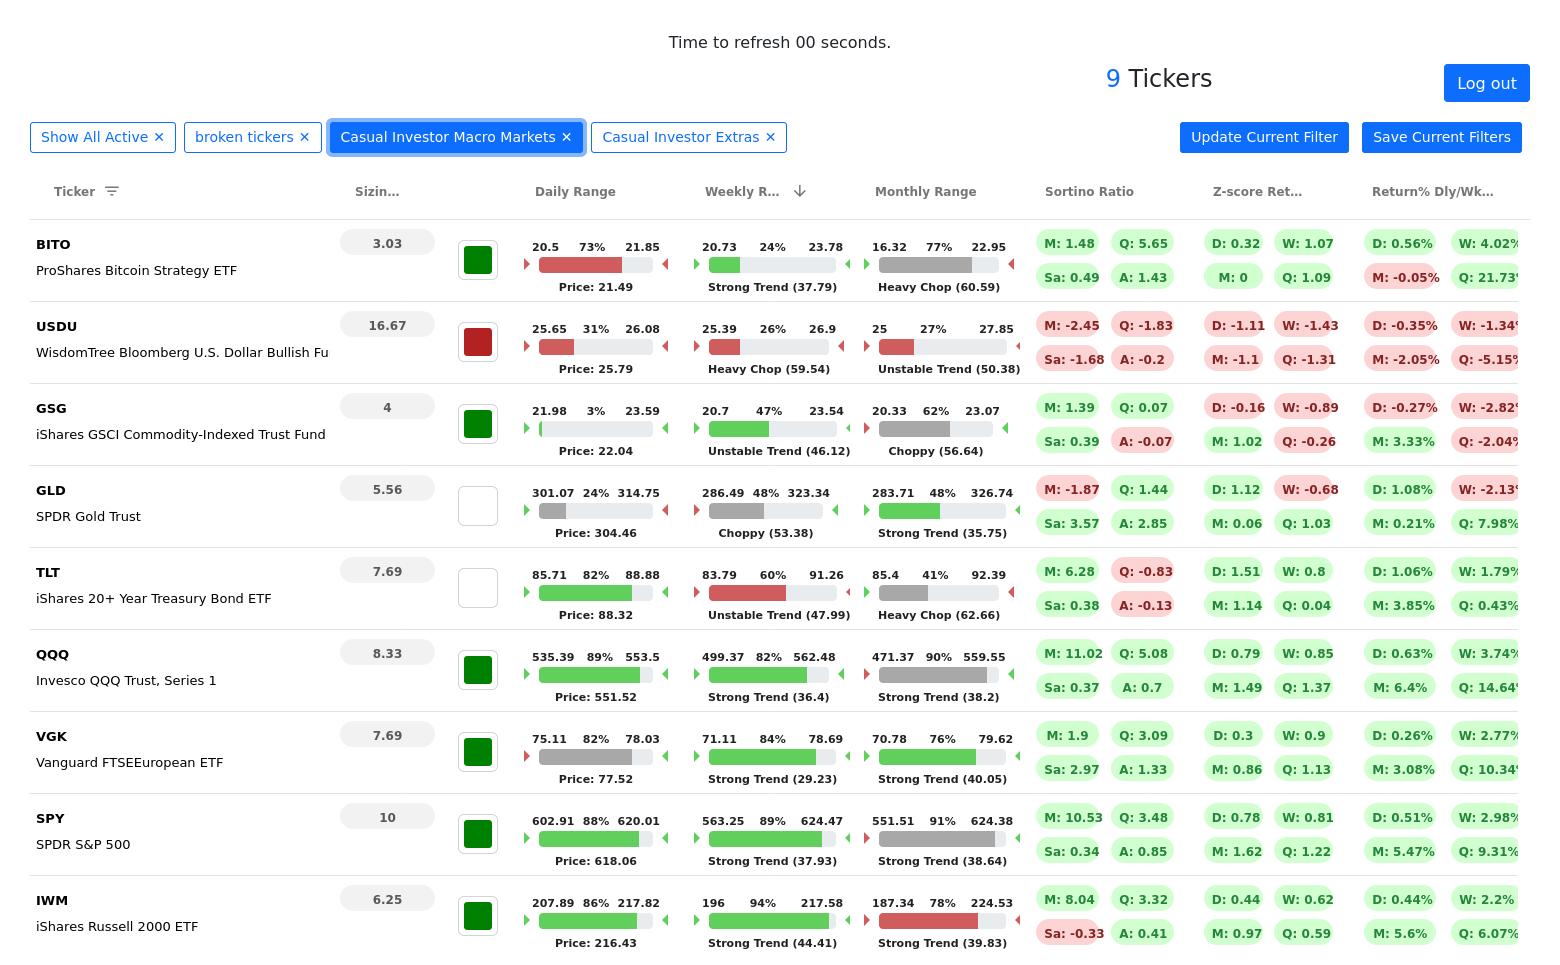 Time to refresh 00 seconds.
9 Tickers
Log out
Show All Active ✕ broken tickers ✕ Casual Investor Macro Markets ✕ Casual Investor Extras ✕ Update Current Filter Save Current Filters
Ticker Sizin... Daily Range Weekly R... Monthly Range Sortino Ratio Z-score Ret... Return% Dly/Wk...
BITO 3.03 20.5 73% 21.85 20.73 24% 23.78 16.32 77% 22.95 M: 1.48 Q: 5.65 D: 0.32 W: 1.07 D: 0.56% W: 4.02%
ProShares Bitcoin Strategy ETF Price: 21.49 Strong Trend (37.79) Heavy Chop (60.59) Sa: 0.49 A: 1.43 M: 0 Q: 1.09 M: -0.05% Q: 21.73%
USDU 16.67 25.65 31% 26.08 25.39 26% 26.9 25 27% 27.85 M: -2.45 Q: -1.83 D: -1.11 W: -1.43 D: -0.35% W: -1.34%
WisdomTree Bloomberg U.S. Dollar Bullish Fu Price: 25.79 Heavy Chop (59.54) Unstable Trend (50.38) Sa: -1.68 A: -0.2 M: -1.1 Q: -1.31 M: -2.05% Q: -5.15%
GSG 4 21.98 3% 23.59 20.7 47% 23.54 20.33 62% 23.07 M: 1.39 Q: 0.07 D: -0.16 W: -0.89 D: -0.27% W: -2.82%
iShares GSCI Commodity-Indexed Trust Fund Price: 22.04 Unstable Trend (46.12) Choppy (56.64) Sa: 0.39 A: -0.07 M: 1.02 Q: -0.26 M: 3.33% Q: -2.04%
GLD 5.56 301.07 24% 314.75 286.49 48% 323.34 283.71 48% 326.74 M: -1.87 Q: 1.44 D: 1.12 W: -0.68 D: 1.08% W: -2.13%
SPDR Gold Trust Price: 304.46 Choppy (53.38) Strong Trend (35.75) Sa: 3.57 A: 2.85 M: 0.06 Q: 1.03 M: 0.21% Q: 7.98%
TLT 7.69 85.71 82% 88.88 83.79 60% 91.26 85.4 41% 92.39 M: 6.28 Q: -0.83 D: 1.51 W: 0.8 D: 1.06% W: 1.79%
iShares 20+ Year Treasury Bond ETF Price: 88.32 Unstable Trend (47.99) Heavy Chop (62.66) Sa: 0.38 A: -0.13 M: 1.14 Q: 0.04 M: 3.85% Q: 0.43%
QQQ 8.33 535.39 89% 553.5 499.37 82% 562.48 471.37 90% 559.55 M: 11.02 Q: 5.08 D: 0.79 W: 0.85 D: 0.63% W: 3.74%
Invesco QQQ Trust, Series 1 Price: 551.52 Strong Trend (36.4) Strong Trend (38.2) Sa: 0.37 A: 0.7 M: 1.49 Q: 1.37 M: 6.4% Q: 14.64%
VGK 7.69 75.11 82% 78.03 71.11 84% 78.69 70.78 76% 79.62 M: 1.9 Q: 3.09 D: 0.3 W: 0.9 D: 0.26% W: 2.77%
Vanguard FTSEEuropean ETF Price: 77.52 Strong Trend (29.23) Strong Trend (40.05) Sa: 2.97 A: 1.33 M: 0.86 Q: 1.13 M: 3.08% Q: 10.34%
SPY 10 602.91 88% 620.01 563.25 89% 624.47 551.51 91% 624.38 M: 10.53 Q: 3.48 D: 0.78 W: 0.81 D: 0.51% W: 2.98%
SPDR S&P 500 Price: 618.06 Strong Trend (37.93) Strong Trend (38.64) Sa: 0.34 A: 0.85 M: 1.62 Q: 1.22 M: 5.47% Q: 9.31%
IWM 6.25 207.89 86% 217.82 196 94% 217.58 187.34 78% 224.53 M: 8.04 Q: 3.32 D: 0.44 W: 0.62 D: 0.44% W: 2.2%
iShares Russell 2000 ETF Price: 216.43 Strong Trend (44.41) Strong Trend (39.83) Sa: -0.33 A: 0.41 M: 0.97 Q: 0.59 M: 5.6% Q: 6.07%